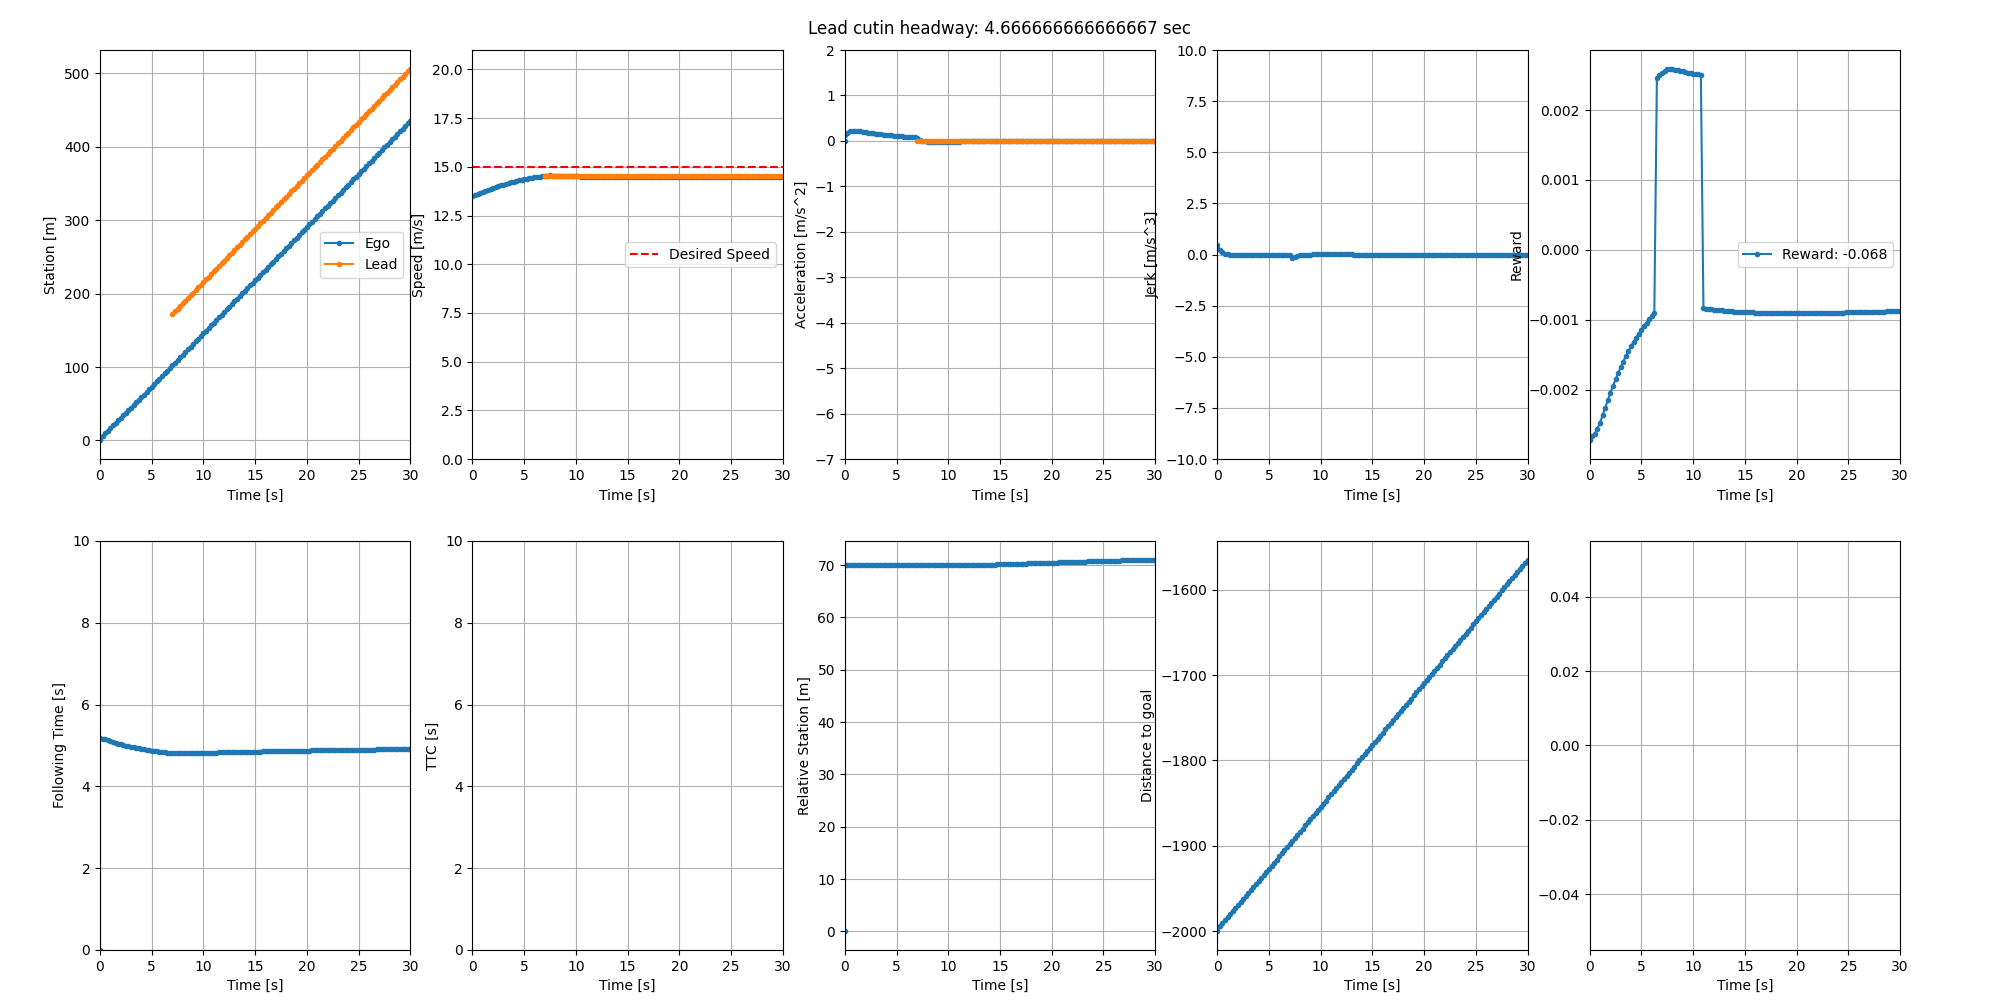 Lead cutin headway: 4.666666666666667 sec
Station [m]
500
400
300
200
100
0
Ego
Lead
0 5 10 15 20 25 30
Time [s]
Speed [m/s]
20.0
17.5
15.0
12.5
10.0
7.5
5.0
2.5
0.0
Desired Speed
0 5 10 15 20 25 30
Time [s]
Acceleration [m/s^2]
2
1
0
−1
−2
−3
−4
−5
−6
−7
0 5 10 15 20 25 30
Time [s]
Jerk [m/s^3]
10.0
7.5
5.0
2.5
0.0
−2.5
−5.0
−7.5
−10.0
0 5 10 15 20 25 30
Time [s]
Reward
0.002
0.001
0.000
−0.001
−0.002
Reward: -0.068
0 5 10 15 20 25 30
Time [s]
Following Time [s]
10
8
6
4
2
0
0 5 10 15 20 25 30
Time [s]
TTC [s]
10
8
6
4
2
0
0 5 10 15 20 25 30
Time [s]
Relative Station [m]
70
60
50
40
30
20
10
0
0 5 10 15 20 25 30
Time [s]
Distance to goal
−1600
−1700
−1800
−1900
−2000
0 5 10 15 20 25 30
Time [s]
0.04
0.02
0.00
−0.02
−0.04
0 5 10 15 20 25 30
Time [s]